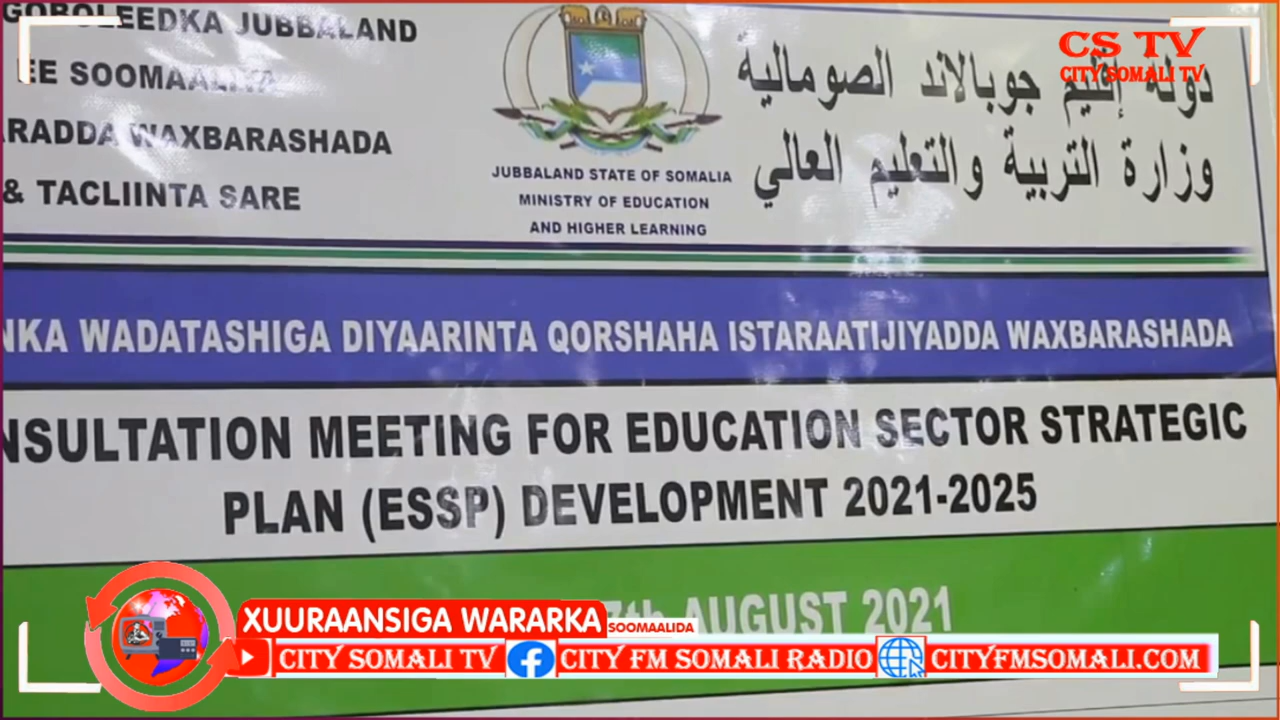 GOBOLEEDKA JUBBALAND
EE SOOMAALIYA
WAXBARASHADA
& TACLIINTA SARE
JUBBALAND STATE OF SOMALIA
MINISTRY OF EDUCATION
AND HIGHER LEARNING
دولة إقليم جوبالاند الصومالية
وزارة التربية والتعليم العالي
CS TV
CITY SOMALI TV
WADATASHIGA DIYAARINTA QORSHAHA ISTARAATIJIYADDA WAXBARASHADA
NSULTATION MEETING FOR EDUCATION SECTOR STRATEGIC
PLAN (ESSP) DEVELOPMENT 2021-2025
7th AUGUST 2021
XUURAANSIGA WARARKA
SOOMAALIDA
CITY SOMALI TV
CITY FM SOMALI RADIO
CITYFMSOMALI.COM